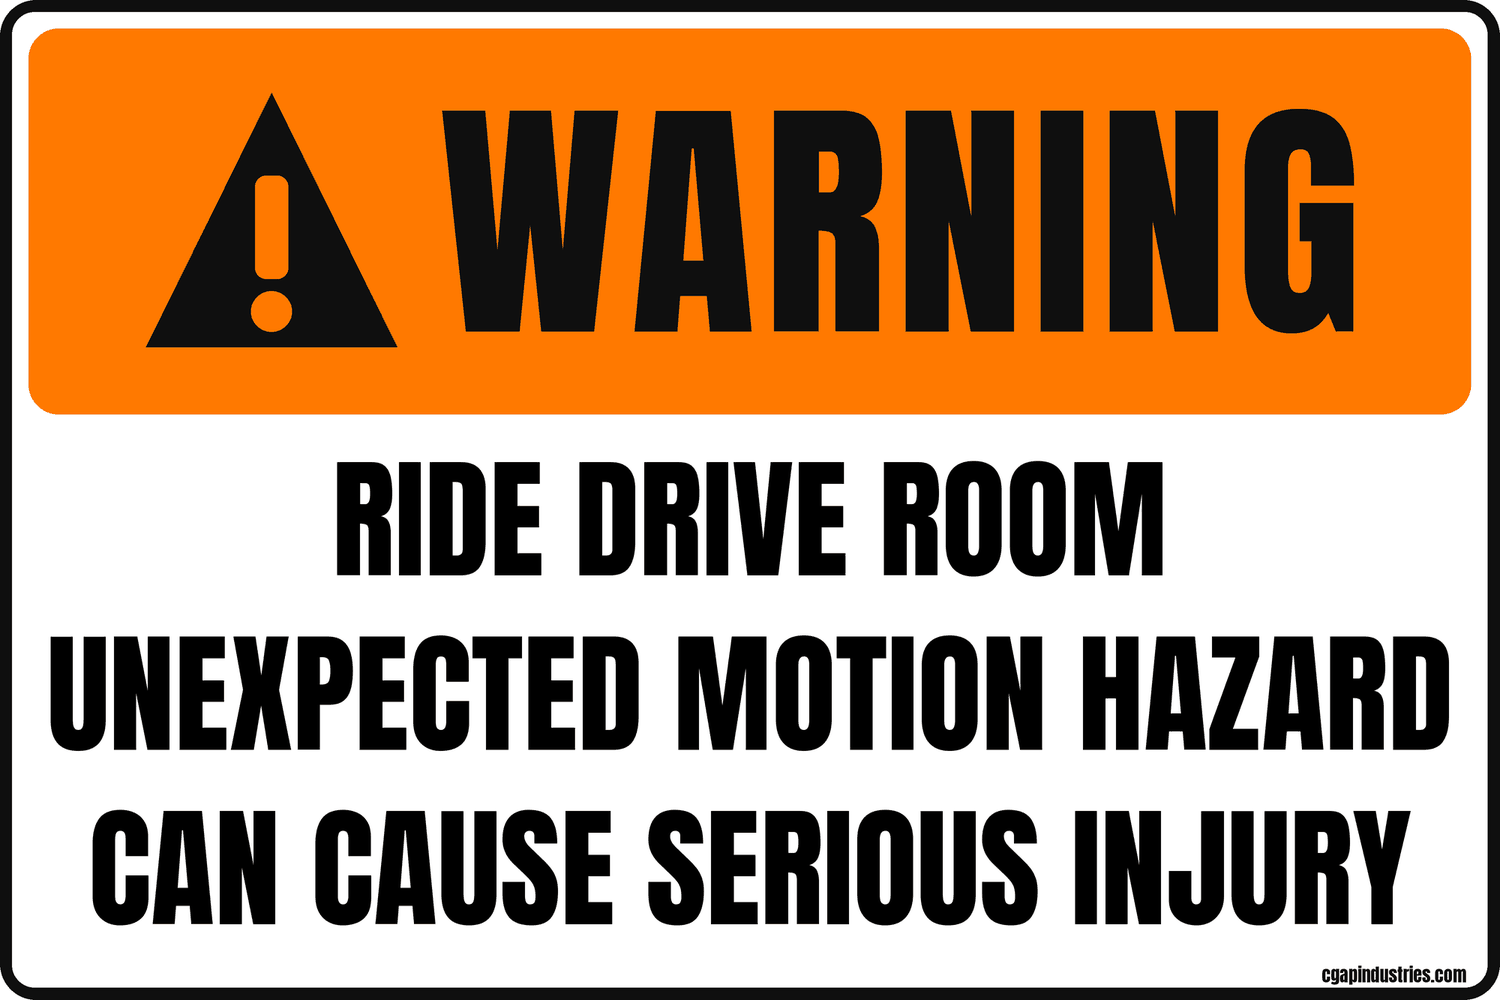 WARNING
RIDE DRIVE ROOM
UNEXPECTED MOTION HAZARD
CAN CAUSE SERIOUS INJURY
cgapindustries.com